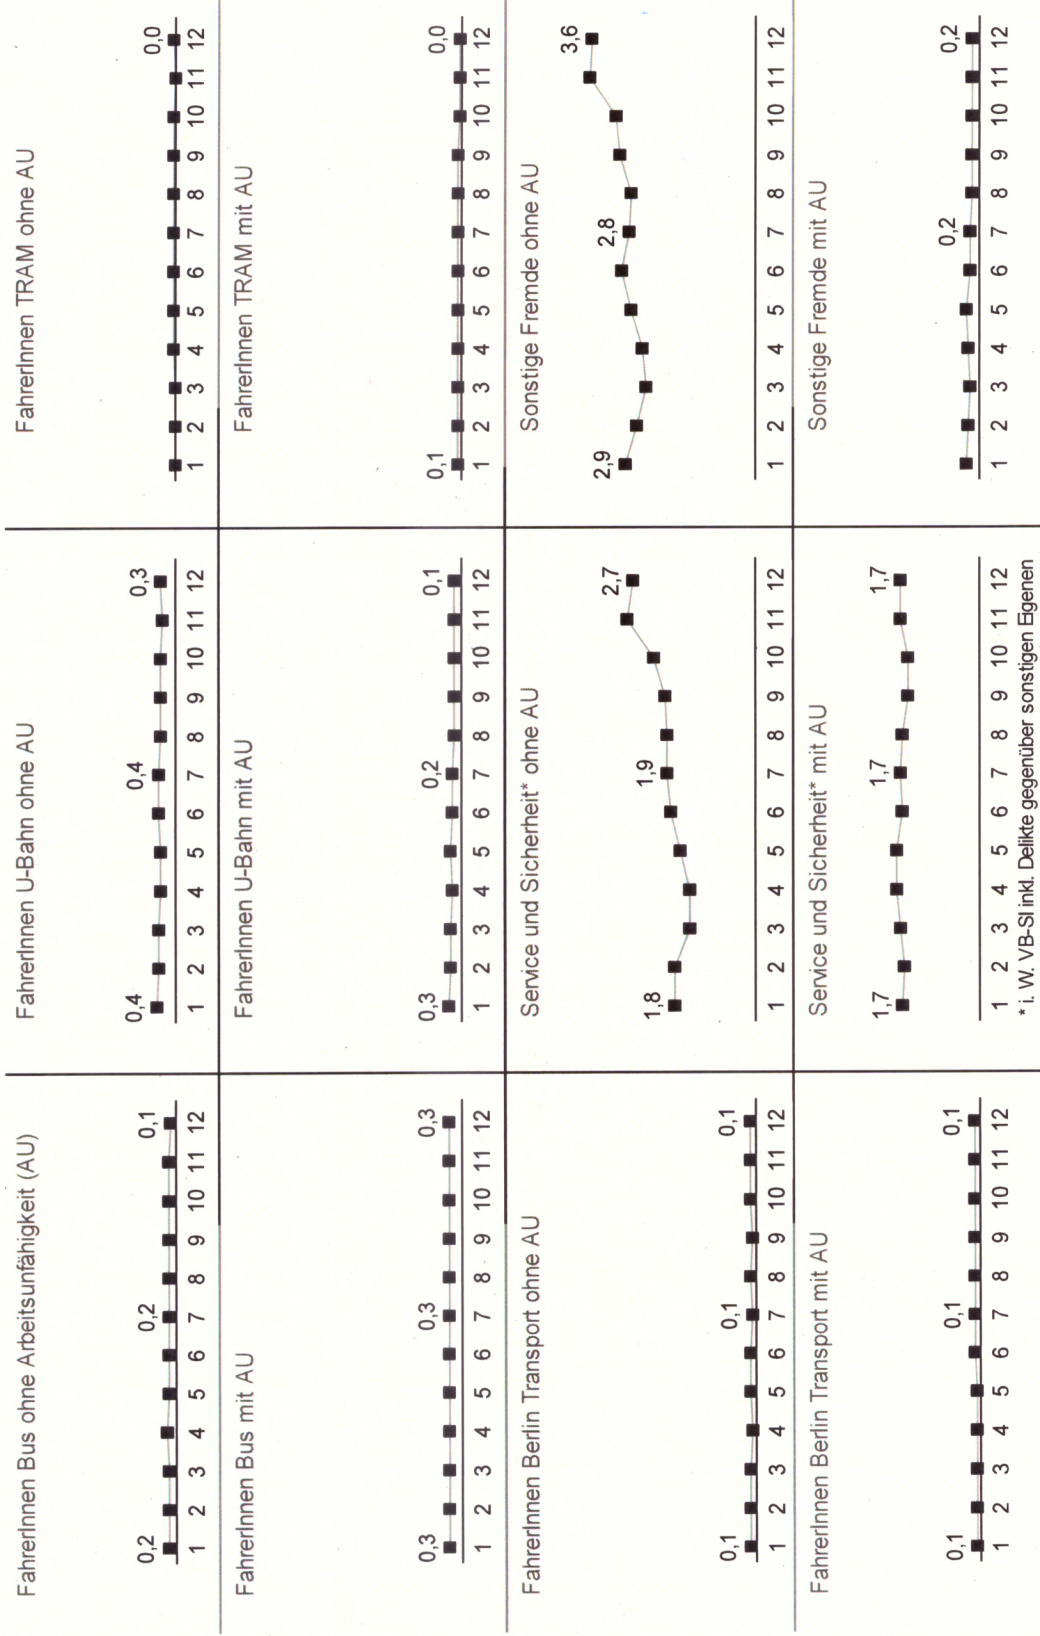 FahrerInnen Bus ohne Arbeitsunfähigkeit (AU)
0,2 0,2 0,1
1 2 3 4 5 6 7 8 9 10 11 12
FahrerInnen U-Bahn ohne AU
0,4 0,4 0,3
1 2 3 4 5 6 7 8 9 10 11 12
FahrerInnen TRAM ohne AU
0,0
1 2 3 4 5 6 7 8 9 10 11 12
FahrerInnen Bus mit AU
0,3 0,3 0,3
1 2 3 4 5 6 7 8 9 10 11 12
FahrerInnen U-Bahn mit AU
0,3 0,2 0,1
1 2 3 4 5 6 7 8 9 10 11 12
FahrerInnen TRAM mit AU
0,1 0,0
1 2 3 4 5 6 7 8 9 10 11 12
FahrerInnen Berlin Transport ohne AU
0,1 0,1 0,1
1 2 3 4 5 6 7 8 9 10 11 12
Service und Sicherheit* ohne AU
1,8 1,9 2,7
1 2 3 4 5 6 7 8 9 10 11 12
Sonstige Fremde ohne AU
2,9 2,8 3,6
1 2 3 4 5 6 7 8 9 10 11 12
FahrerInnen Berlin Transport mit AU
0,1 0,1 0,1
1 2 3 4 5 6 7 8 9 10 11 12
Service und Sicherheit* mit AU
1,7 1,7 1,7
1 2 3 4 5 6 7 8 9 10 11 12
* i. W. VB-SI inkl. Delikte gegenüber sonstigen Eigenen
Sonstige Fremde mit AU
0,2 0,2
1 2 3 4 5 6 7 8 9 10 11 12